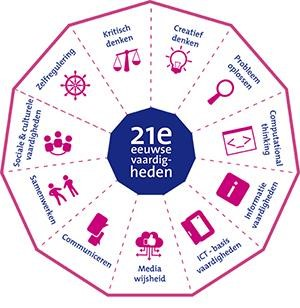 21e
eeuwse
vaardig-
heden
Kritisch
denken
Creatief
denken
Probleem
oplossen
Computational
thinking
Informatie
vaardigheden
ICT-basis
vaardigheden
Media
wijsheid
Communiceren
Samenwerken
Sociale & culturele
vaardigheden
Zelfregulering